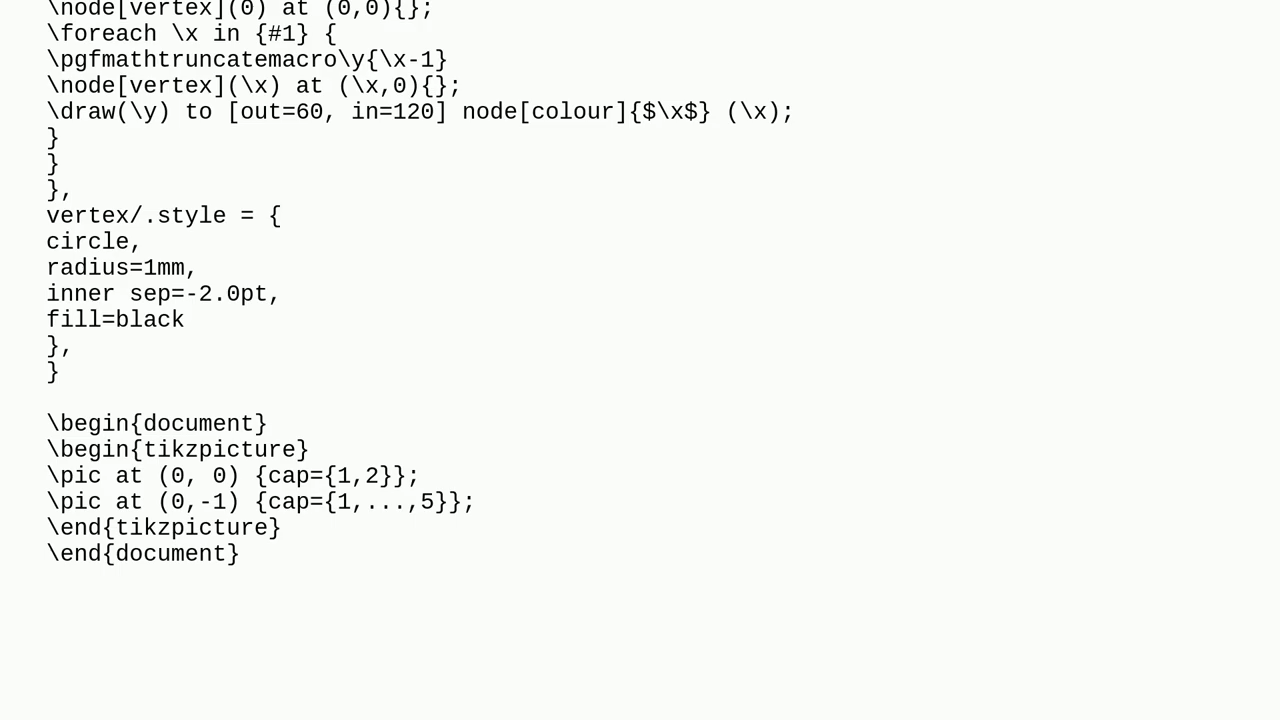 \node[vertex](0) at (0,0){};
\foreach \x in {#1} {
\pgfmathtruncatemacro\y{\x-1}
\node[vertex](\x) at (\x,0){};
\draw(\y) to [out=60, in=120] node[colour]{$\x$} (\x);
}
}
},
vertex/.style = {
circle,
radius=1mm,
inner sep=-2.0pt,
fill=black
},
}
\begin{document}
\begin{tikzpicture}
\pic at (0, 0) {cap={1,2}};
\pic at (0,-1) {cap={1,...,5}};
\end{tikzpicture}
\end{document}